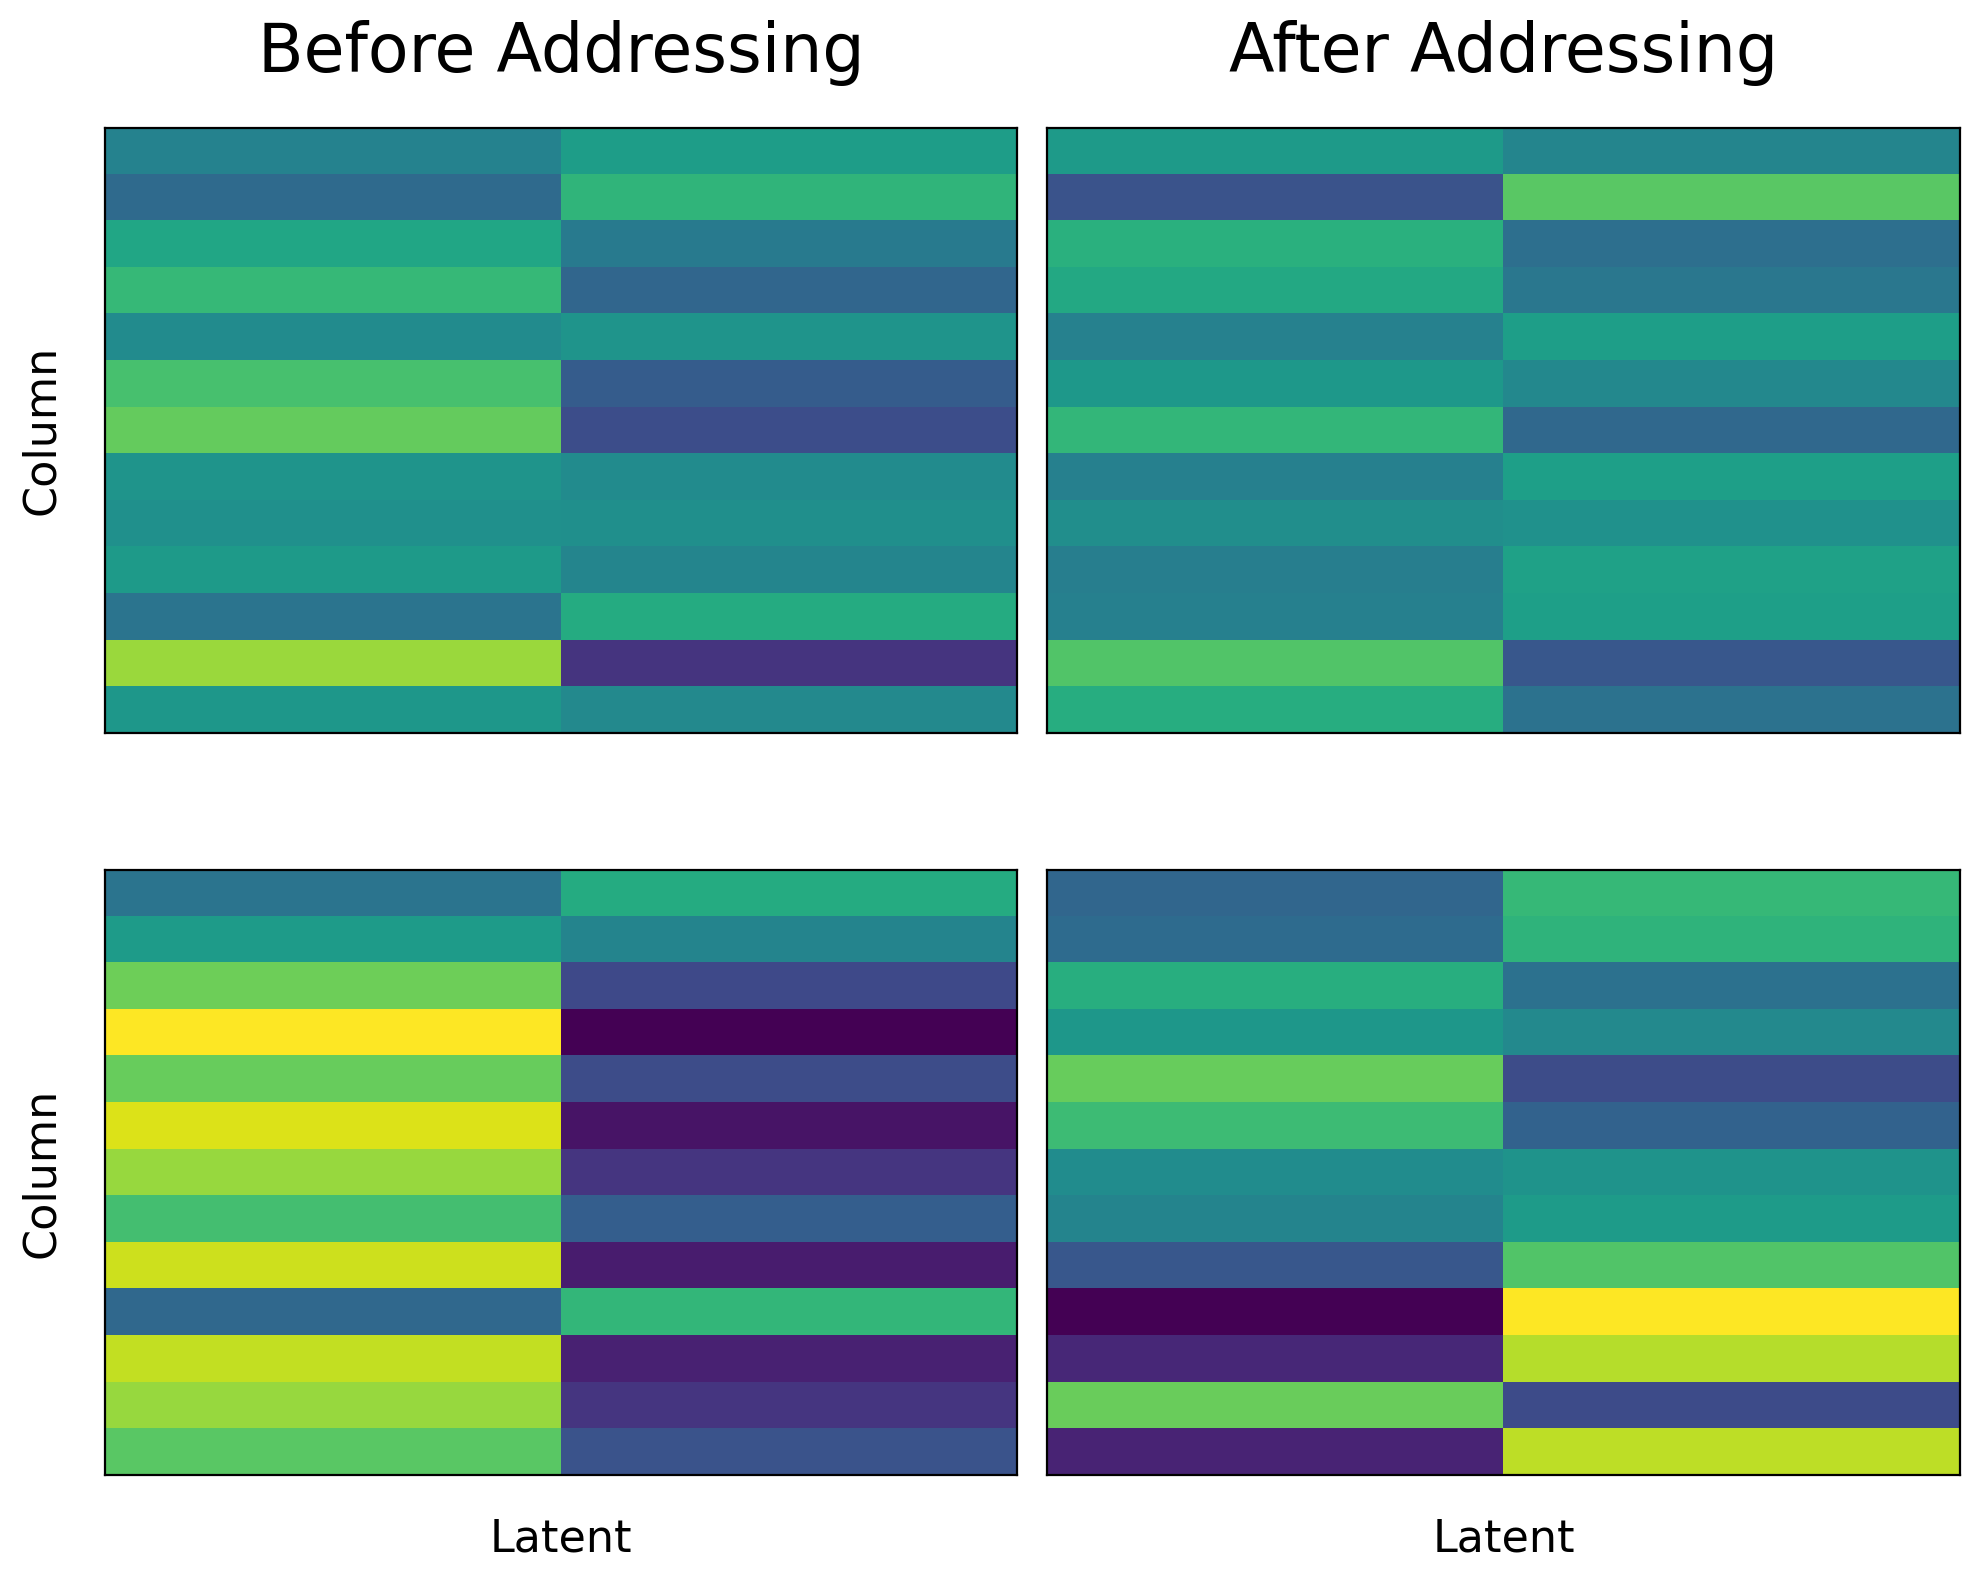 Before Addressing
After Addressing
Column
Column
Latent
Latent